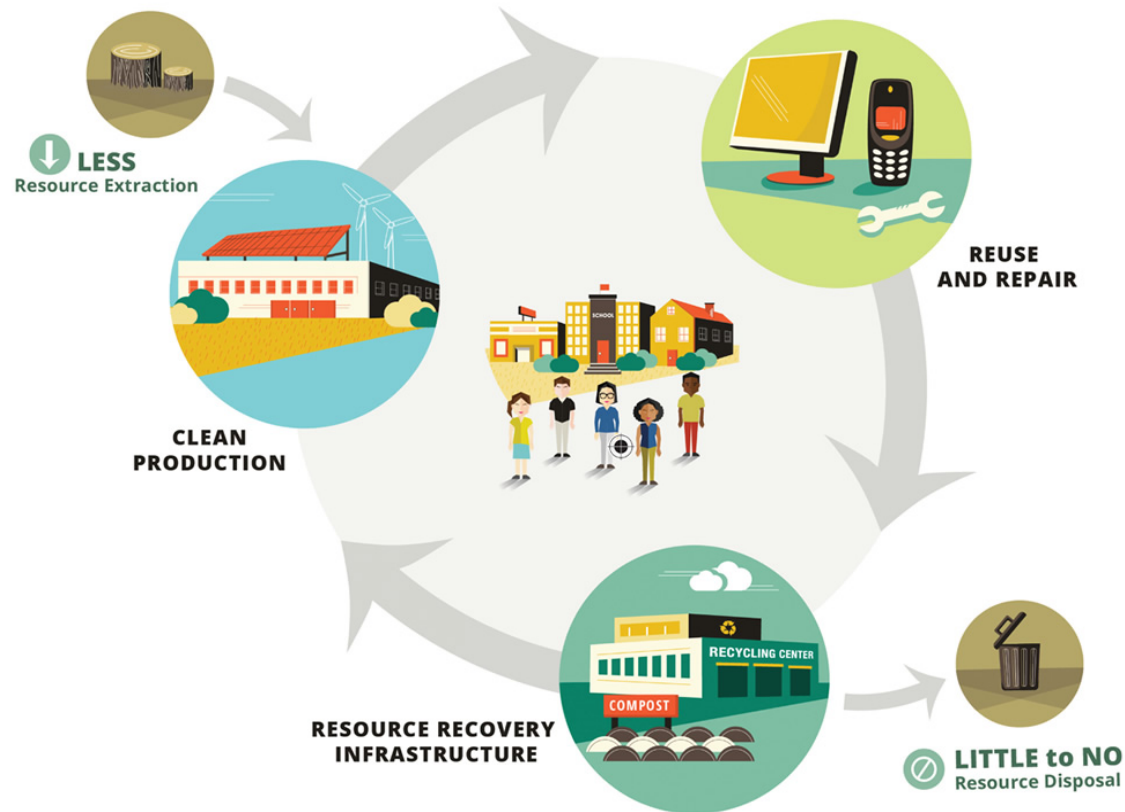 LESS
Resource Extraction
REUSE
AND REPAIR
SCHOOL
CLEAN
PRODUCTION
RECYCLING CENTER
COMPOST
RESOURCE RECOVERY
INFRASTRUCTURE
LITTLE to NO
Resource Disposal